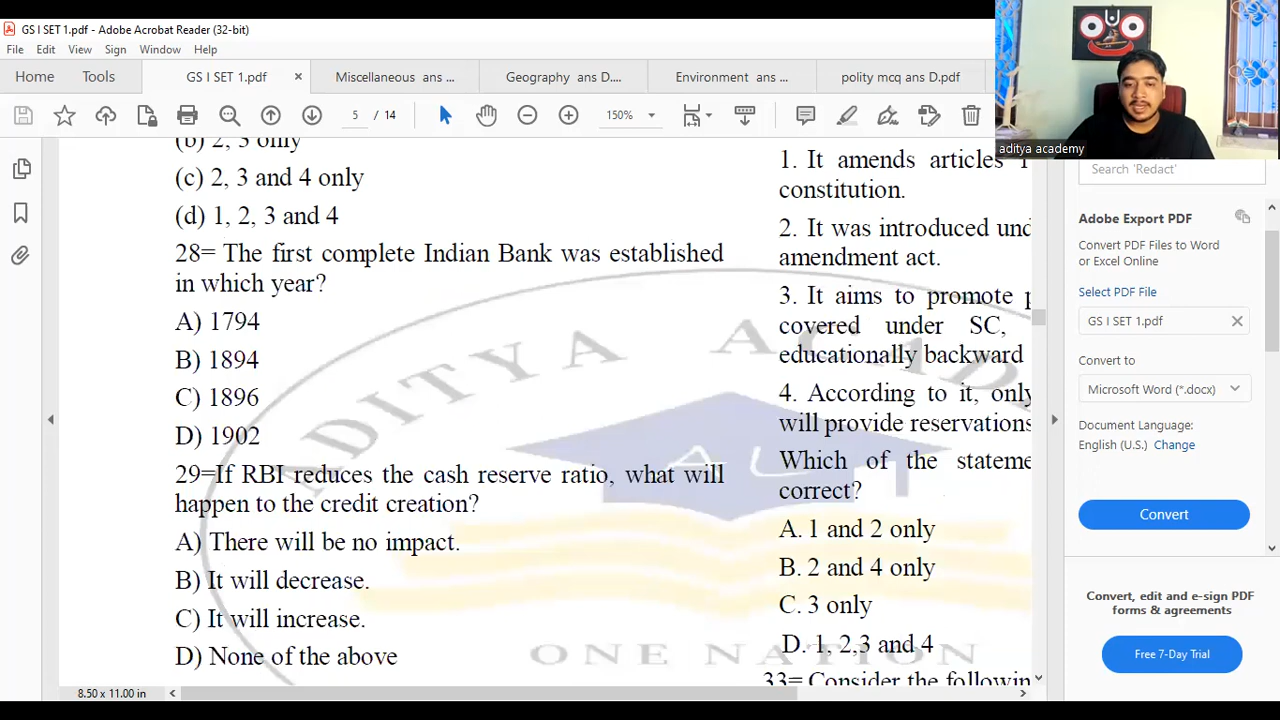 GS I SET 1.pdf - Adobe Acrobat Reader (32-bit)
File Edit View Sign Window Help
Home Tools GS I SET 1.pdf × Miscellaneous ans ... Geography ans D.... Environment ans ... polity mcq ans D.pdf
5 / 14 150%
aditya academy
(b) 2, 3 only
(c) 2, 3 and 4 only
(d) 1, 2, 3 and 4
28= The first complete Indian Bank was established
in which year?
A) 1794
B) 1894
C) 1896
D) 1902
29=If RBI reduces the cash reserve ratio, what will
happen to the credit creation?
A) There will be no impact.
B) It will decrease.
C) It will increase.
D) None of the above
1. It amends articles
constitution.
2. It was introduced
amendment act.
3. It aims to promote
covered under SC,
educationally backward
4. According to it, only
will provide reservations
Which of the
correct?
A. 1 and 2 only
B. 2 and 4 only
C. 3 only
D. 1, 2,3 and 4
33= Consider the
ADITYA ACAD
AU
ONE NATION
8.50 x 11.00 in
Search 'Redact'
Adobe Export PDF
Convert PDF Files to Word
or Excel Online
Select PDF File
GS I SET 1.pdf ×
Convert to
Microsoft Word (*.docx)
Document Language:
English (U.S.) Change
Convert
Convert, edit and e-sign PDF
forms & agreements
Free 7-Day Trial